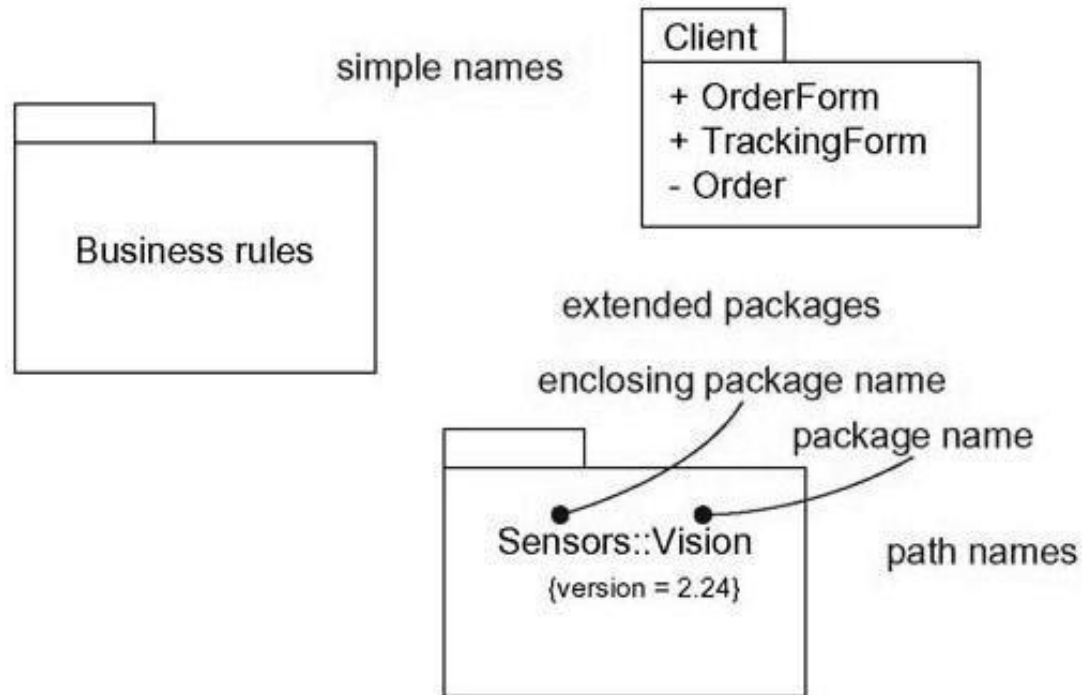 simple names
Client
+ OrderForm
+ TrackingForm
- Order
Business rules
extended packages
enclosing package name
package name
Sensors::Vision
{version = 2.24}
path names